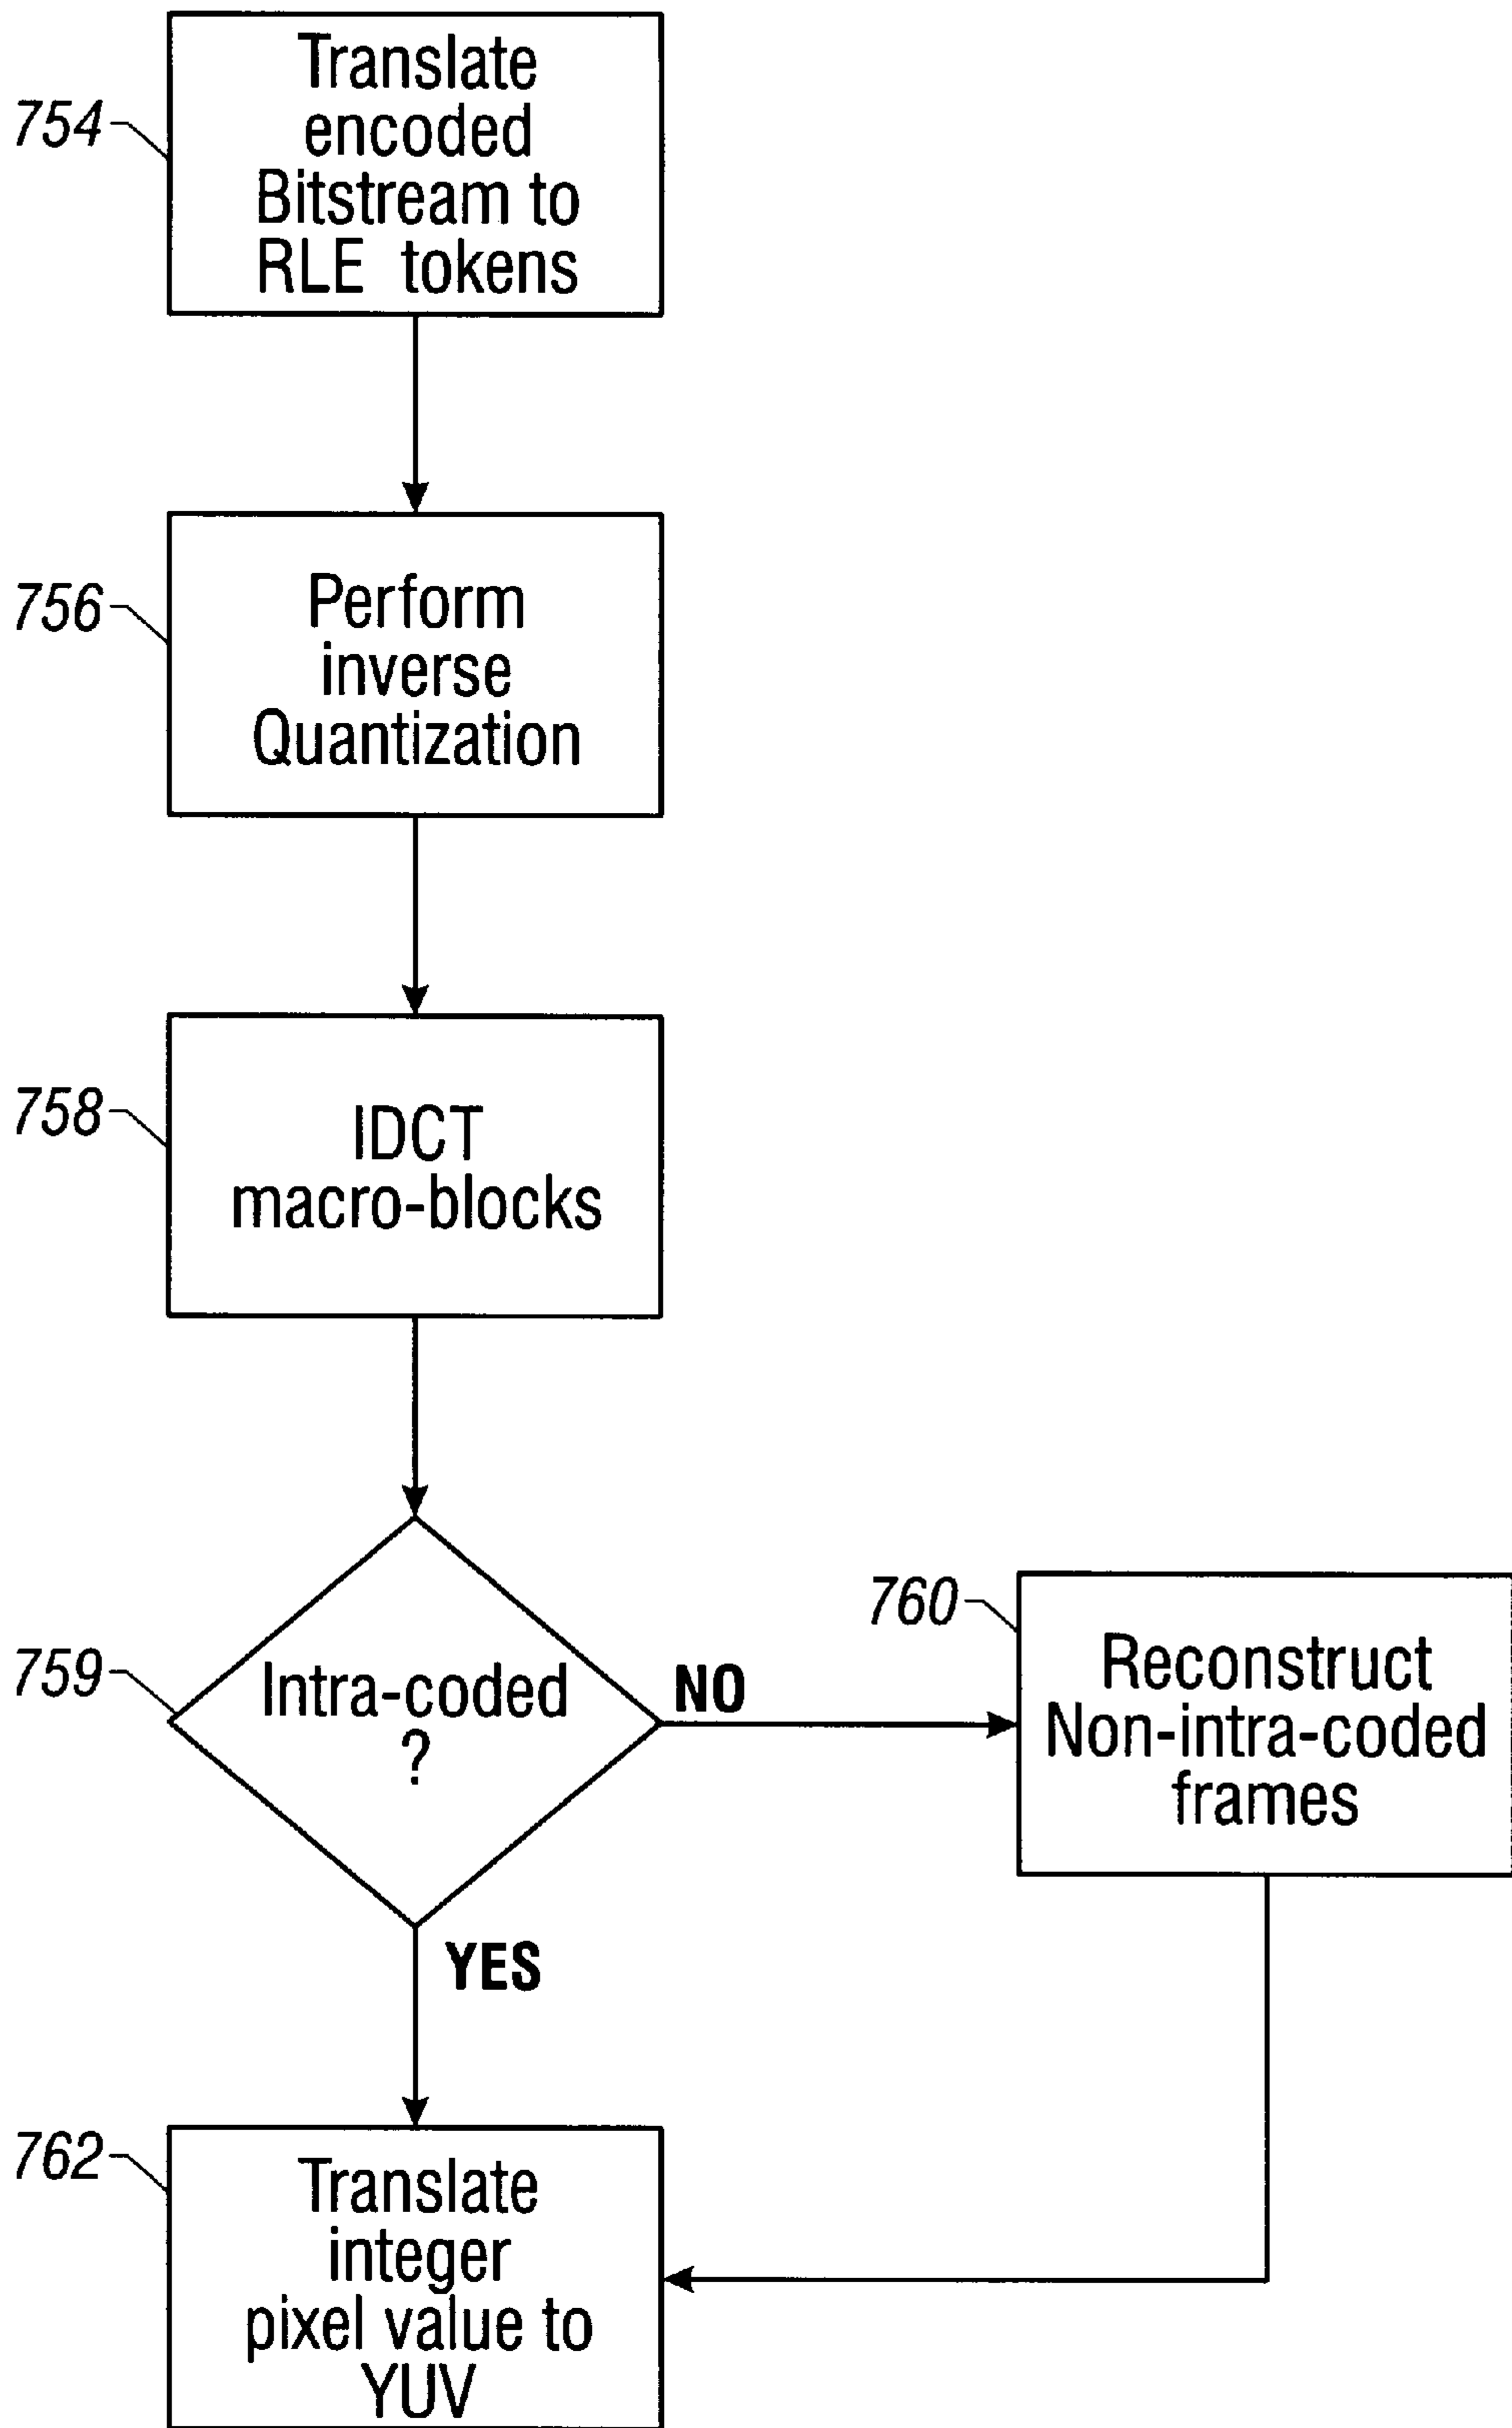 754
Translate
encoded
Bitstream to
RLE tokens
756
Perform
inverse
Quantization
758
IDCT
macro-blocks
759
Intra-coded
?
NO
760
Reconstruct
Non-intra-coded
frames
YES
762
Translate
integer
pixel value to
YUV